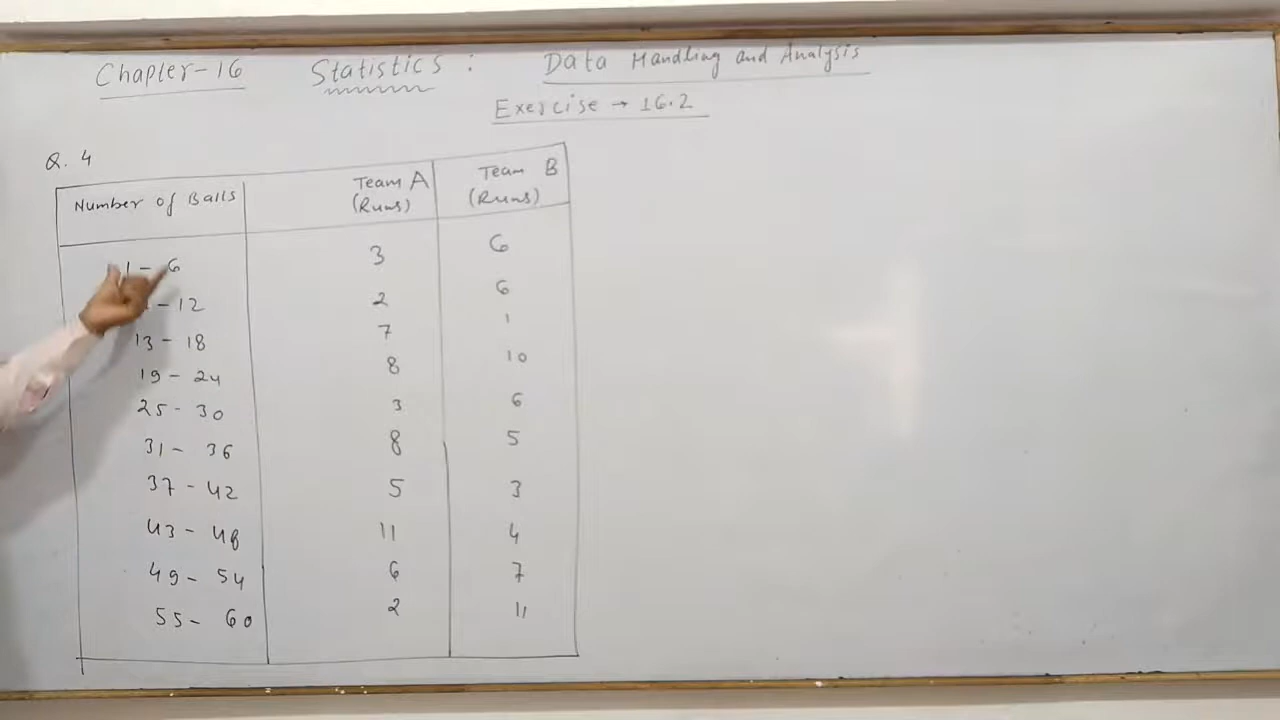 Chapter-16 Statistics : Data Handling and Analysis
Exercise → 16.2
Q. 4
Number of Balls Team A (Runs) Team B (Runs)
1 - 6 3 6
- 12 2 6
13 - 18 7 1
19 - 24 8 10
25 - 30 3 6
31 - 36 8 5
37 - 42 5 3
43 - 48 11 4
49 - 54 6 7
55 - 60 2 11